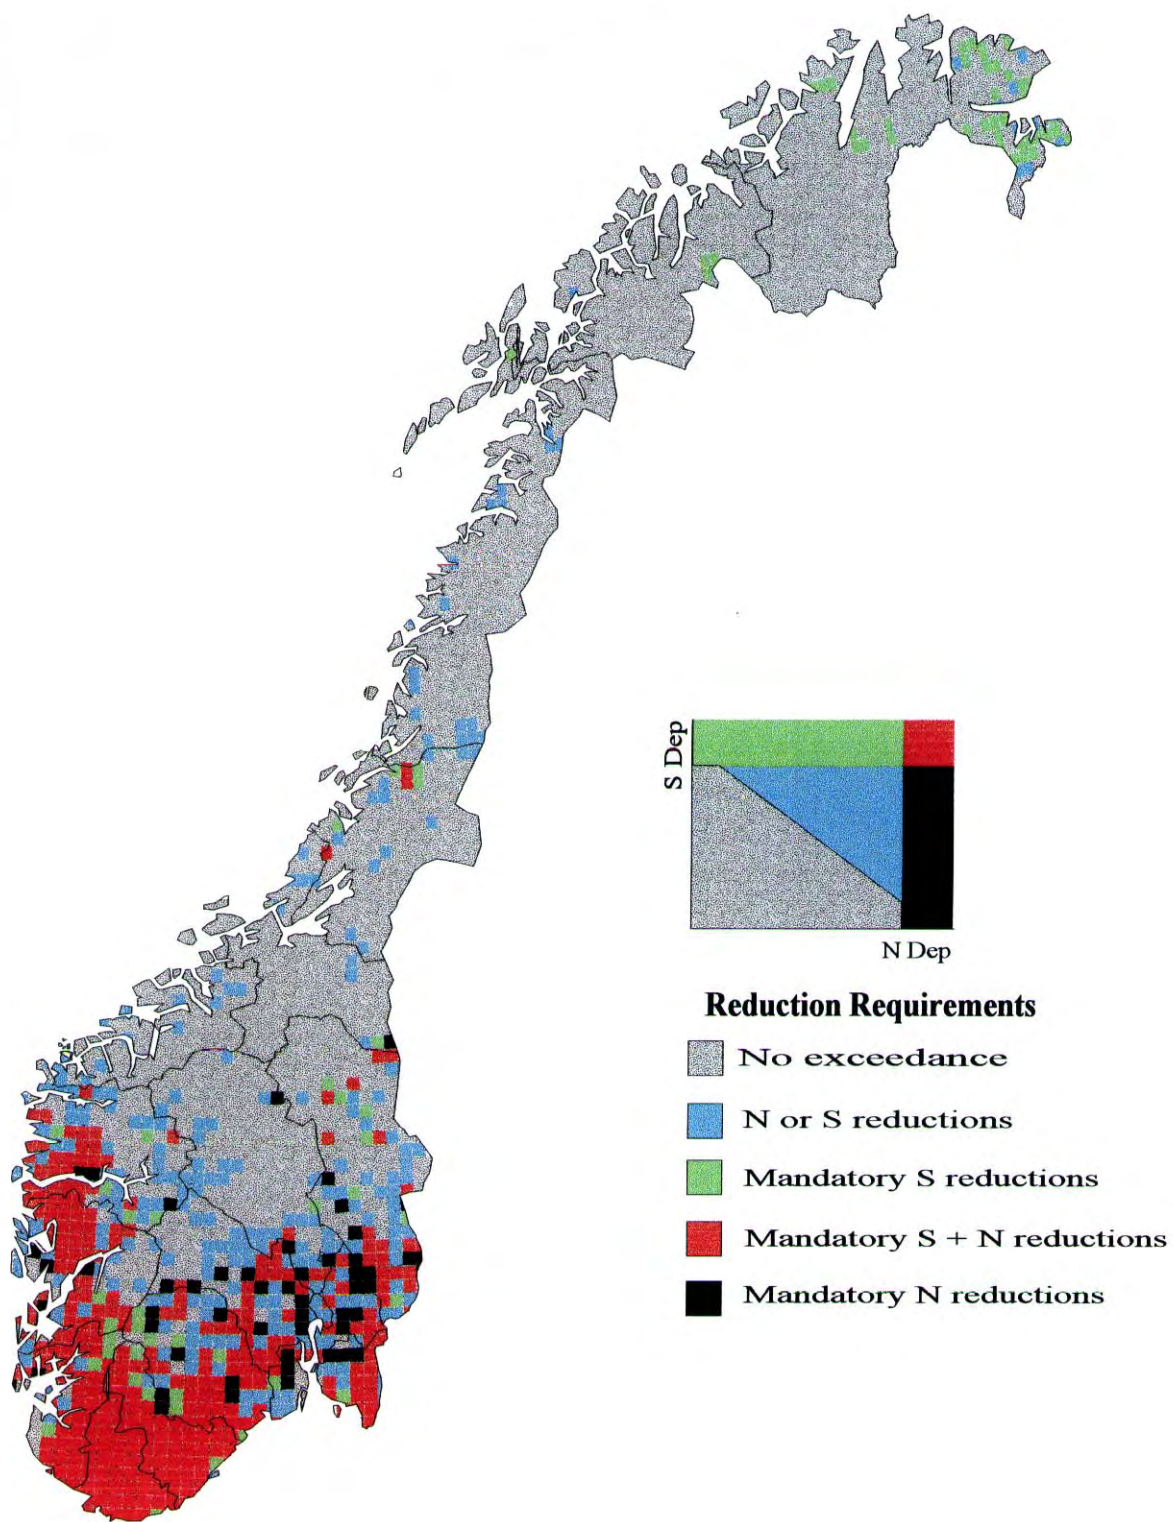 S Dep
N Dep
Reduction Requirements
No exceedance
N or S reductions
Mandatory S reductions
Mandatory S + N reductions
Mandatory N reductions